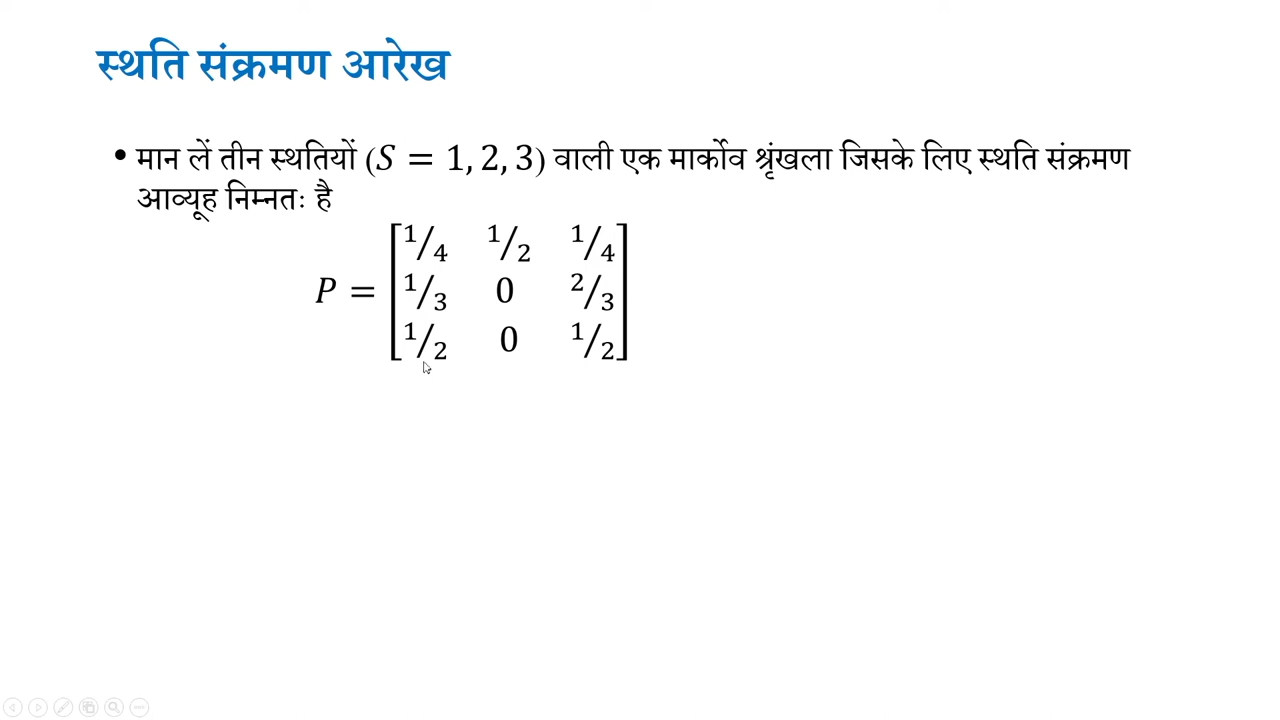 स्थति संक्रमण आरेख
• मान लें तीन स्थतियों (S = 1, 2, 3) वाली एक मार्कोव श्रृंखला जिसके लिए स्थति संक्रमण
आव्यूह निम्नतः है
P = [1/4 1/2 1/4
1/3 0 2/3
1/2 0 1/2]